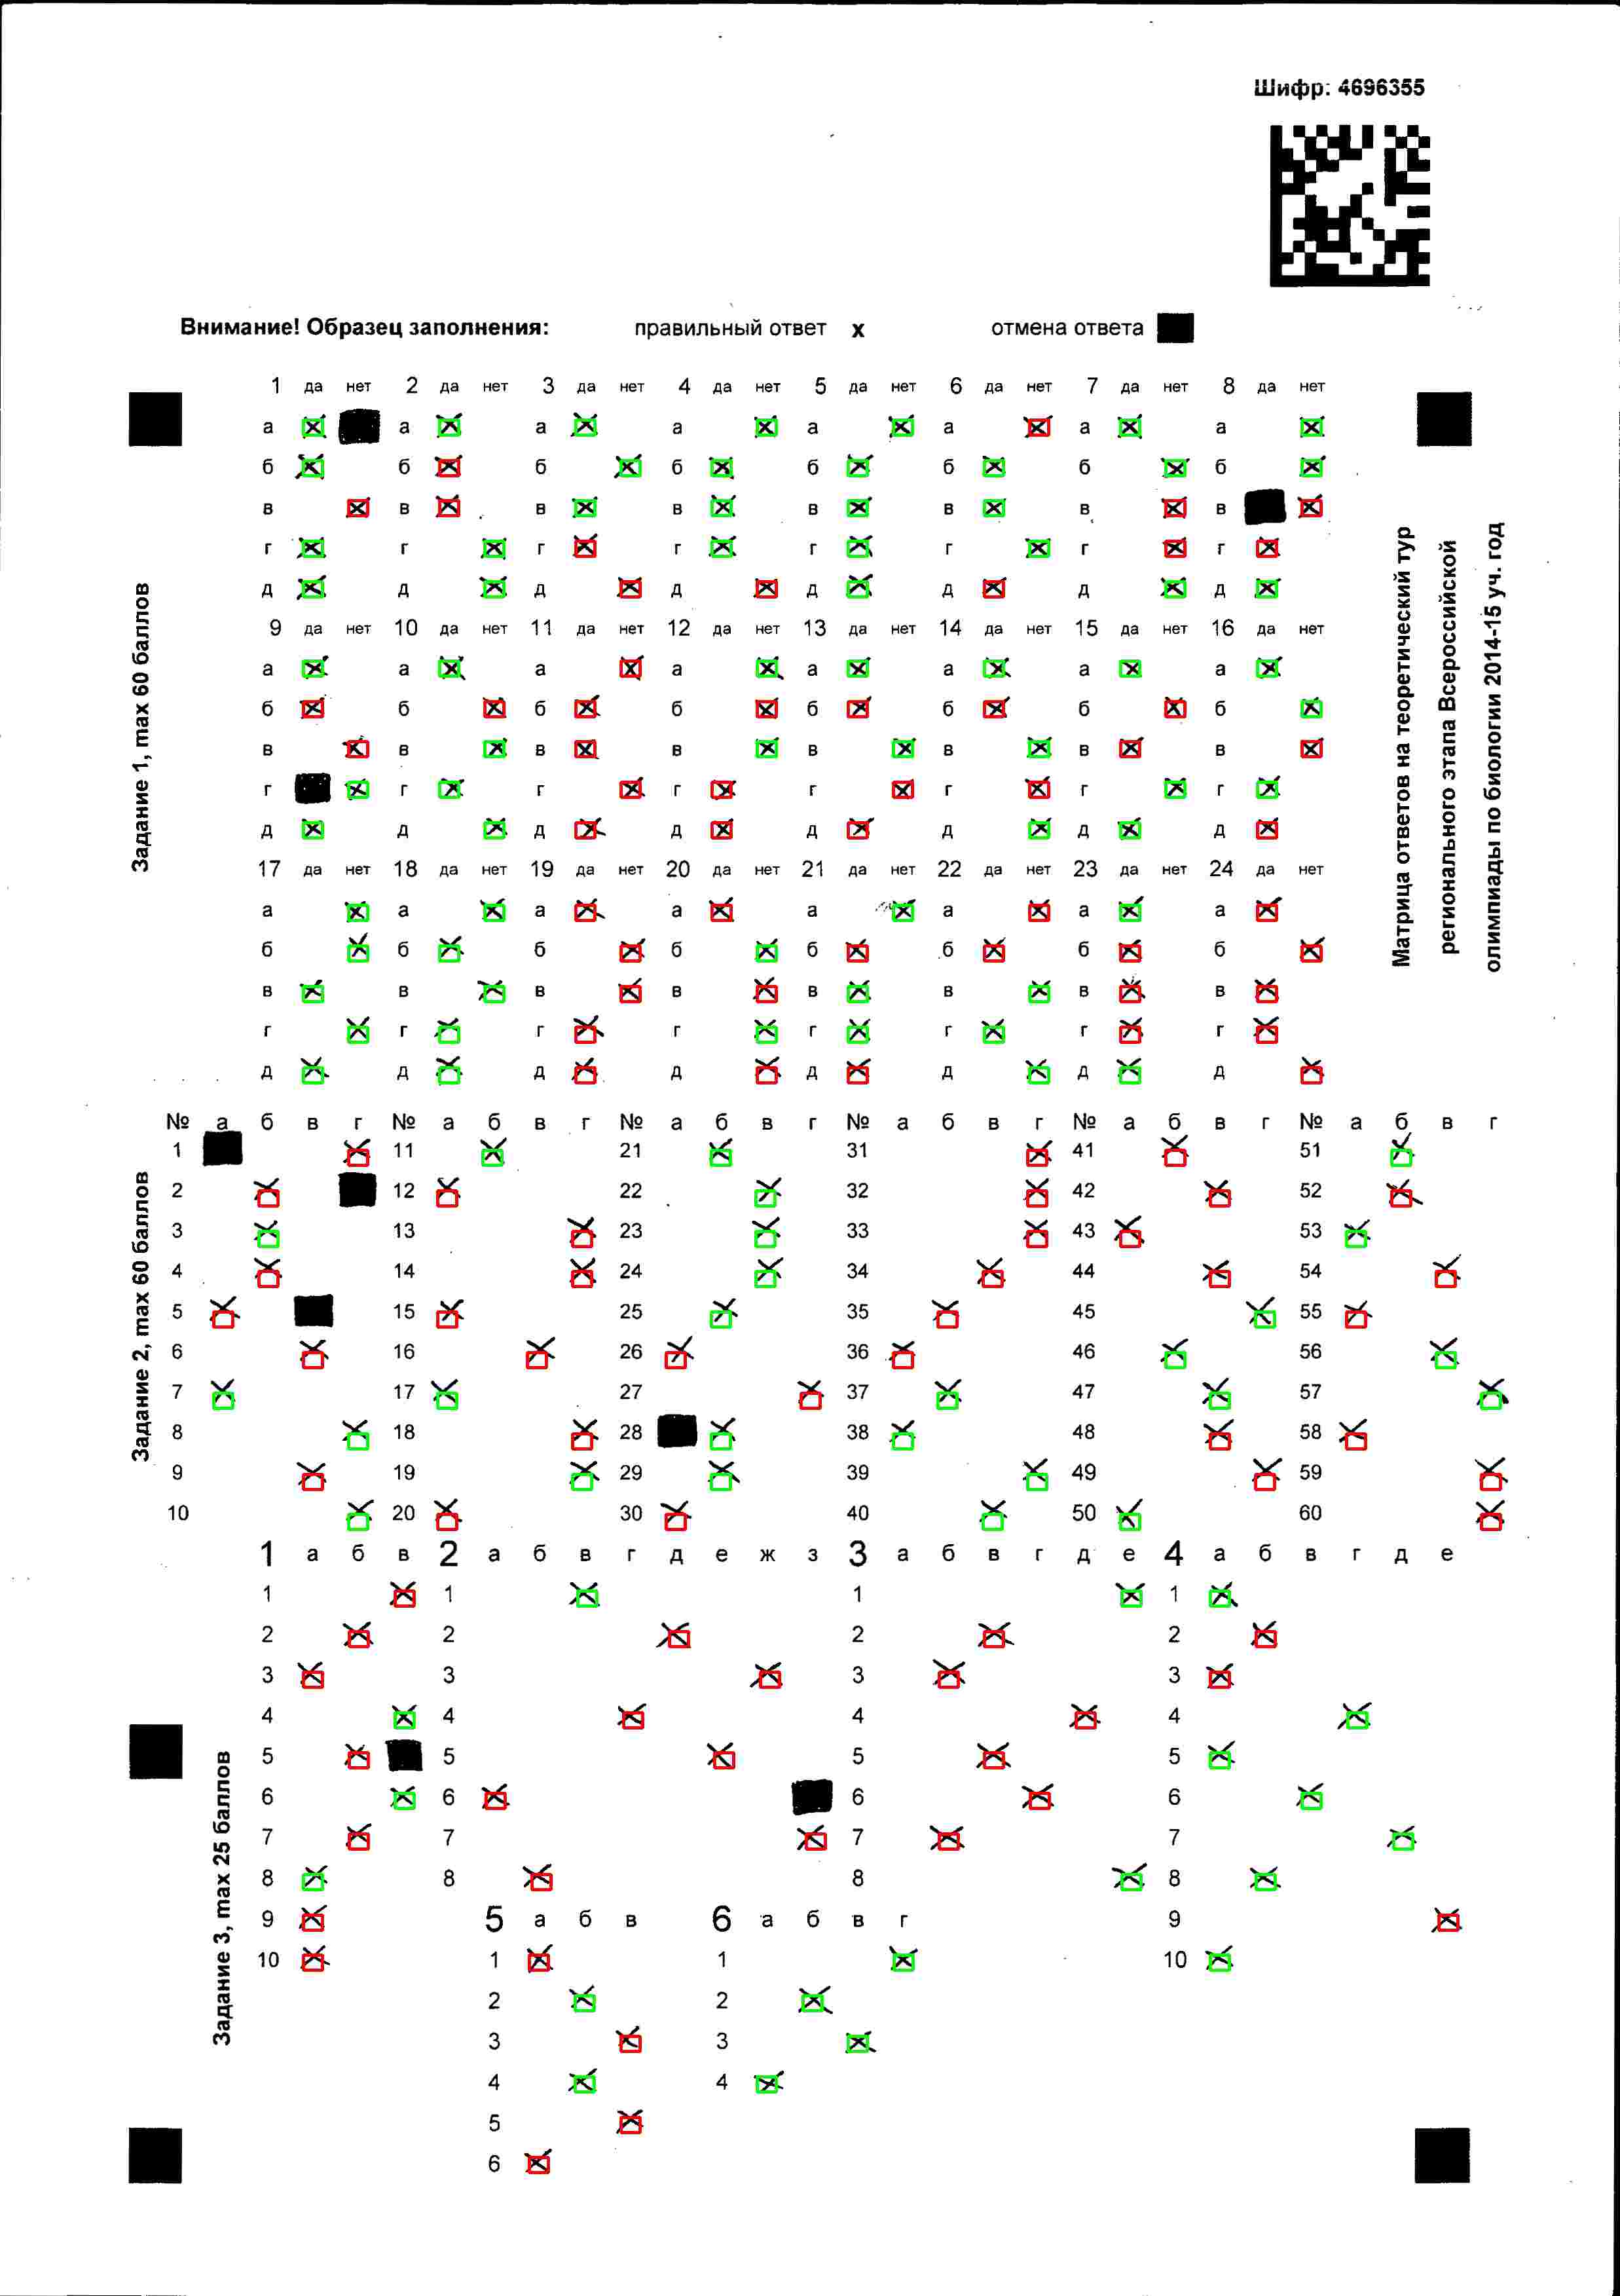 Шифр: 4696355
Внимание! Образец заполнения: правильный ответ х отмена ответа
Задание 1, max 60 баллов
1 да нет 2 да нет 3 да нет 4 да нет 5 да нет 6 да нет 7 да нет 8 да нет
а а а а а а а а
б б б б б б б б
в в в в в в в в
г г г г г г г г
д д д д д д д д
9 да нет 10 да нет 11 да нет 12 да нет 13 да нет 14 да нет 15 да нет 16 да нет
а а а а а а а а
б б б б б б б б
в в в в в в в в
г г г г г г г г
д д д д д д д д
17 да нет 18 да нет 19 да нет 20 да нет 21 да нет 22 да нет 23 да нет 24 да нет
а а а а а а а а
б б б б б б б б
в в в в в в в в
г г г г г г г г
д д д д д д д д
Матрица ответов на теоретический тур
регионального этапа Всероссийской
олимпиады по биологии 2014-15 уч. год
Задание 2, max 60 баллов
№ а б в г № а б в г № а б в г № а б в г № а б в г № а б в г
1 11 21 31 41 51
2 12 22 32 42 52
3 13 23 33 43 53
4 14 24 34 44 54
5 15 25 35 45 55
6 16 26 36 46 56
7 17 27 37 47 57
8 18 28 38 48 58
9 19 29 39 49 59
10 20 30 40 50 60
Задание 3, max 25 баллов
1 а б в 2 а б в г д е ж з 3 а б в г д е 4 а б в г д е
1 1 1 1
2 2 2 2
3 3 3 3
4 4 4 4
5 5 5 5
6 6 6 6
7 7 7 7
8 8 8 8
9 5 а б в 6 а б в г 9
10 1 1 10
2 2
3 3
4 4
5
6